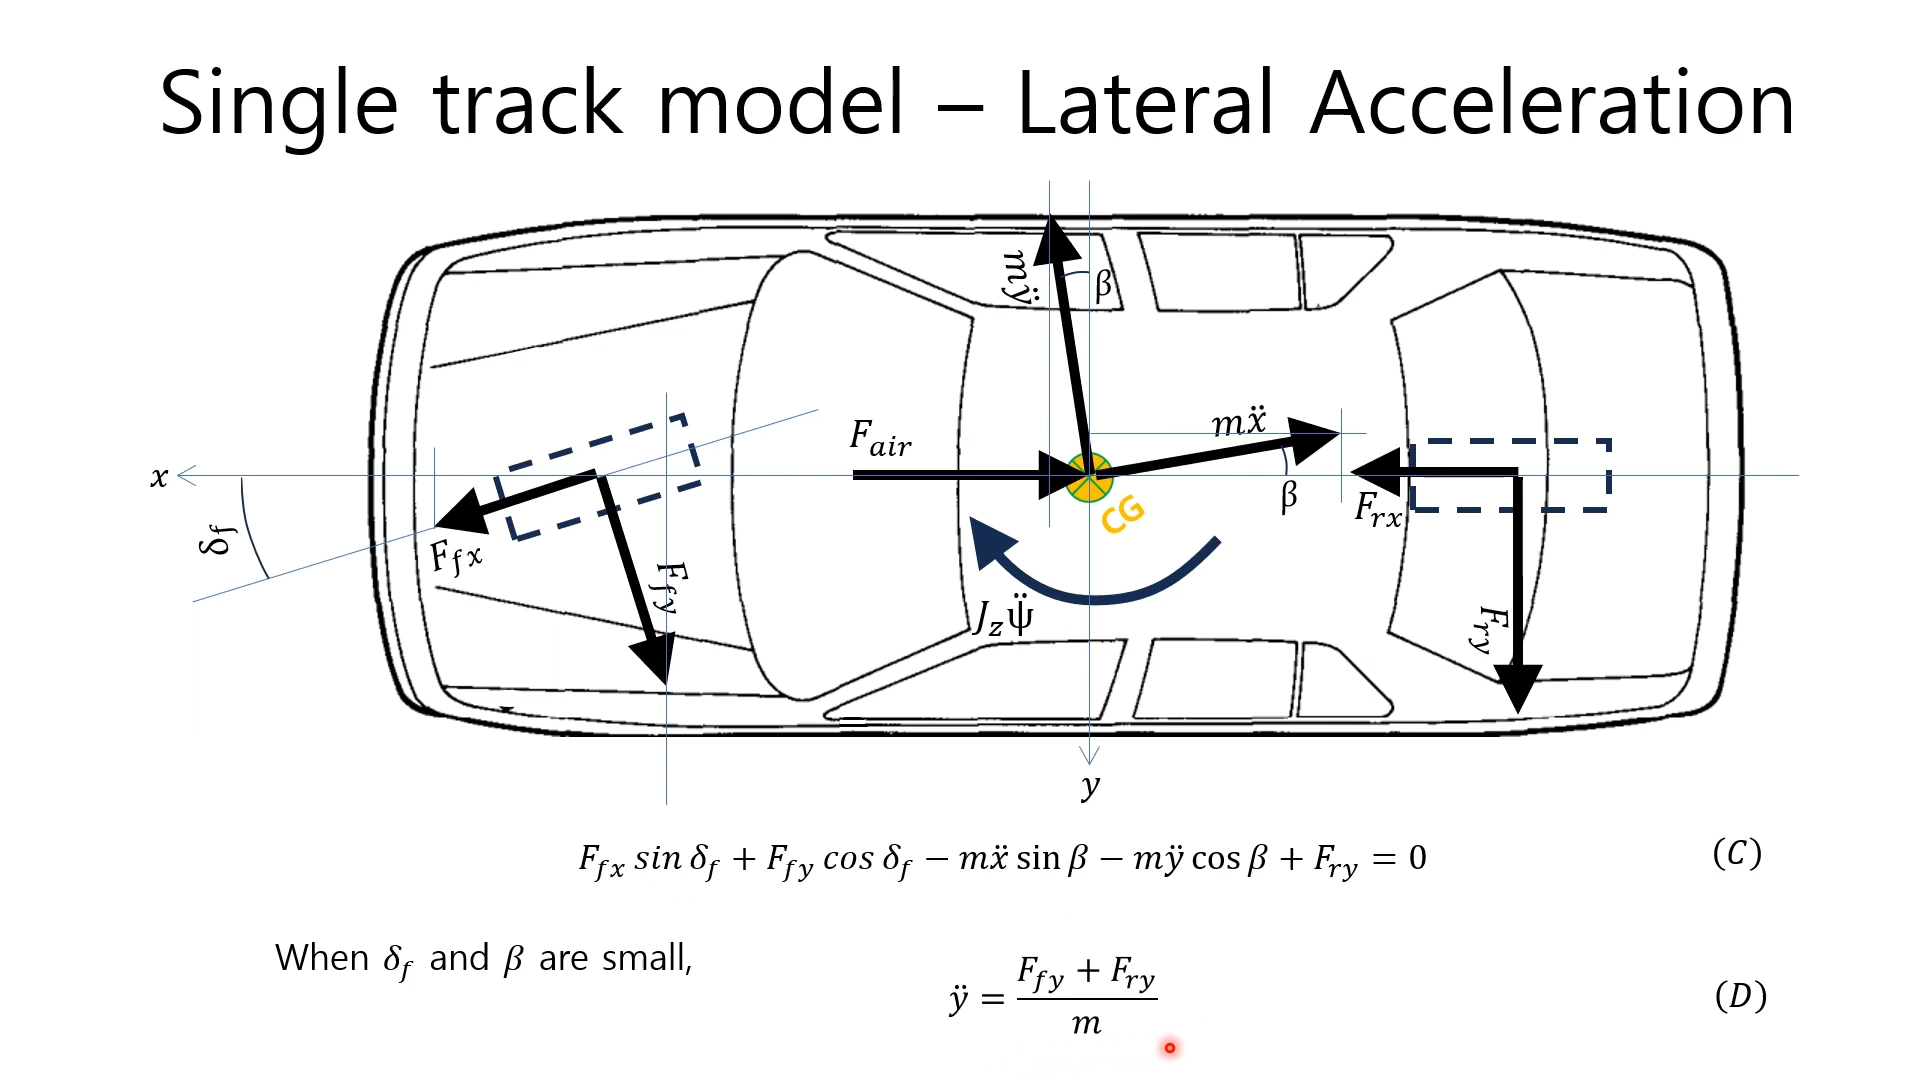 Single track model – Lateral Acceleration
mÿ
β
F_air
mẍ
x
CG
β
F_rx
δ_f
F_fx
F_fy
J_z ψ̈
F_ry
y
F_fx sin δ_f + F_fy cos δ_f − mẍ sin β − mÿ cos β + F_ry = 0 (C)
When δ_f and β are small,
ÿ = (F_fy + F_ry) / m (D)